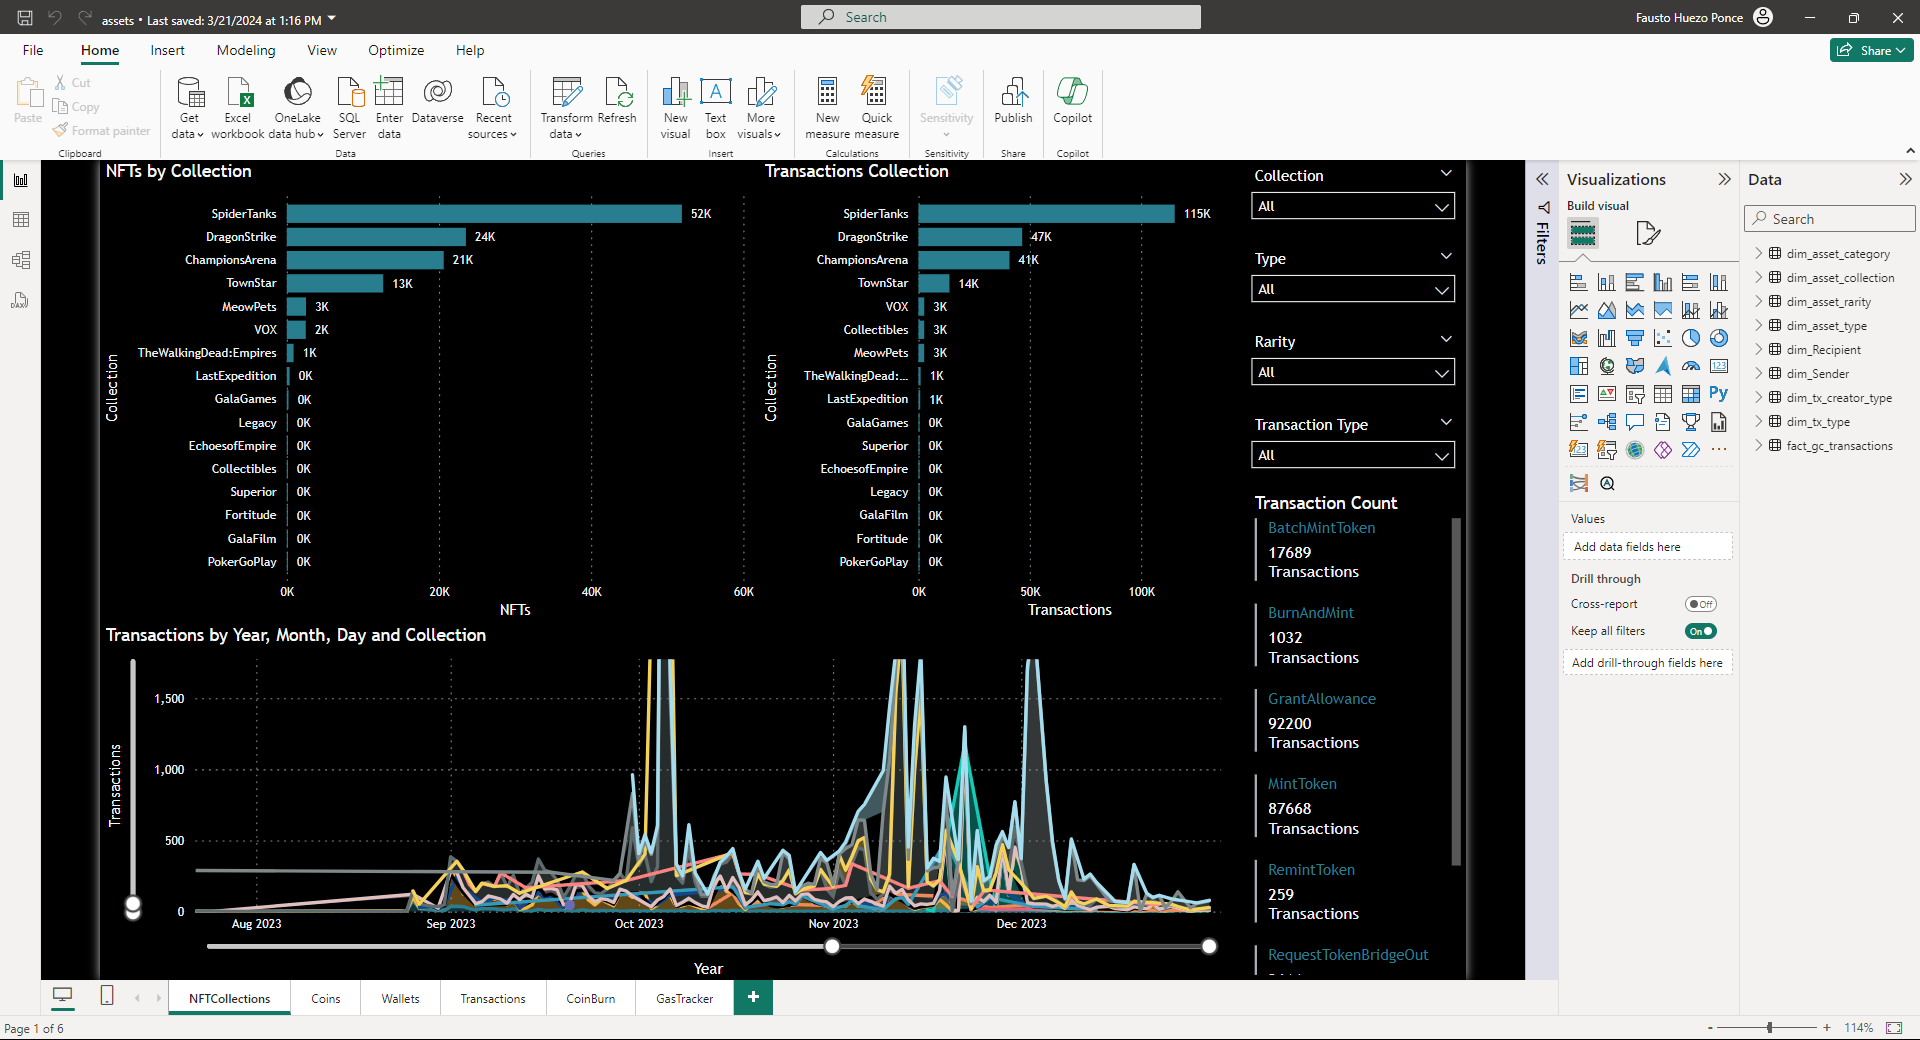 assets • Last saved: 3/21/2024 at 1:16 PM
Search
Fausto Huezo Ponce
File
Home
Insert
Modeling
View
Optimize
Help
Share
Paste
Cut
Copy
Format painter
Clipboard
Get data
Excel workbook
OneLake data hub
SQL Server
Enter data
Dataverse
Recent sources
Data
Transform data
Refresh
Queries
New visual
Text box
More visuals
Insert
New measure
Quick measure
Calculations
Sensitivity
Sensitivity
Publish
Share
Copilot
Copilot
NFTs by Collection
Collection
SpiderTanks 52K
DragonStrike 24K
ChampionsArena 21K
TownStar 13K
MeowPets 3K
VOX 2K
TheWalkingDead:Empires 1K
LastExpedition 0K
GalaGames 0K
Legacy 0K
EchoesofEmpire 0K
Collectibles 0K
Superior 0K
Fortitude 0K
GalaFilm 0K
PokerGoPlay 0K
0K 20K 40K 60K
NFTs
Transactions Collection
Collection
SpiderTanks 115K
DragonStrike 47K
ChampionsArena 41K
TownStar 14K
VOX 3K
Collectibles 3K
MeowPets 3K
TheWalkingDead:... 1K
LastExpedition 1K
GalaGames 0K
Superior 0K
EchoesofEmpire 0K
Legacy 0K
GalaFilm 0K
Fortitude 0K
PokerGoPlay 0K
0K 50K 100K
Transactions
Collection
All
Type
All
Rarity
All
Transaction Type
All
Transaction Count
BatchMintToken
17689
Transactions
BurnAndMint
1032
Transactions
GrantAllowance
92200
Transactions
MintToken
87668
Transactions
RemintToken
259
Transactions
RequestTokenBridgeOut
Transactions by Year, Month, Day and Collection
Transactions
1,500
1,000
500
0
Aug 2023 Sep 2023 Oct 2023 Nov 2023 Dec 2023
Year
Filters
Visualizations
Build visual
123
Py
123
Values
Add data fields here
Drill through
Cross-report
Off
Keep all filters
On
Add drill-through fields here
Data
Search
dim_asset_category
dim_asset_collection
dim_asset_rarity
dim_asset_type
dim_Recipient
dim_Sender
dim_tx_creator_type
dim_tx_type
fact_gc_transactions
DAX
NFTCollections
Coins
Wallets
Transactions
CoinBurn
GasTracker
+
Page 1 of 6
- + 114%